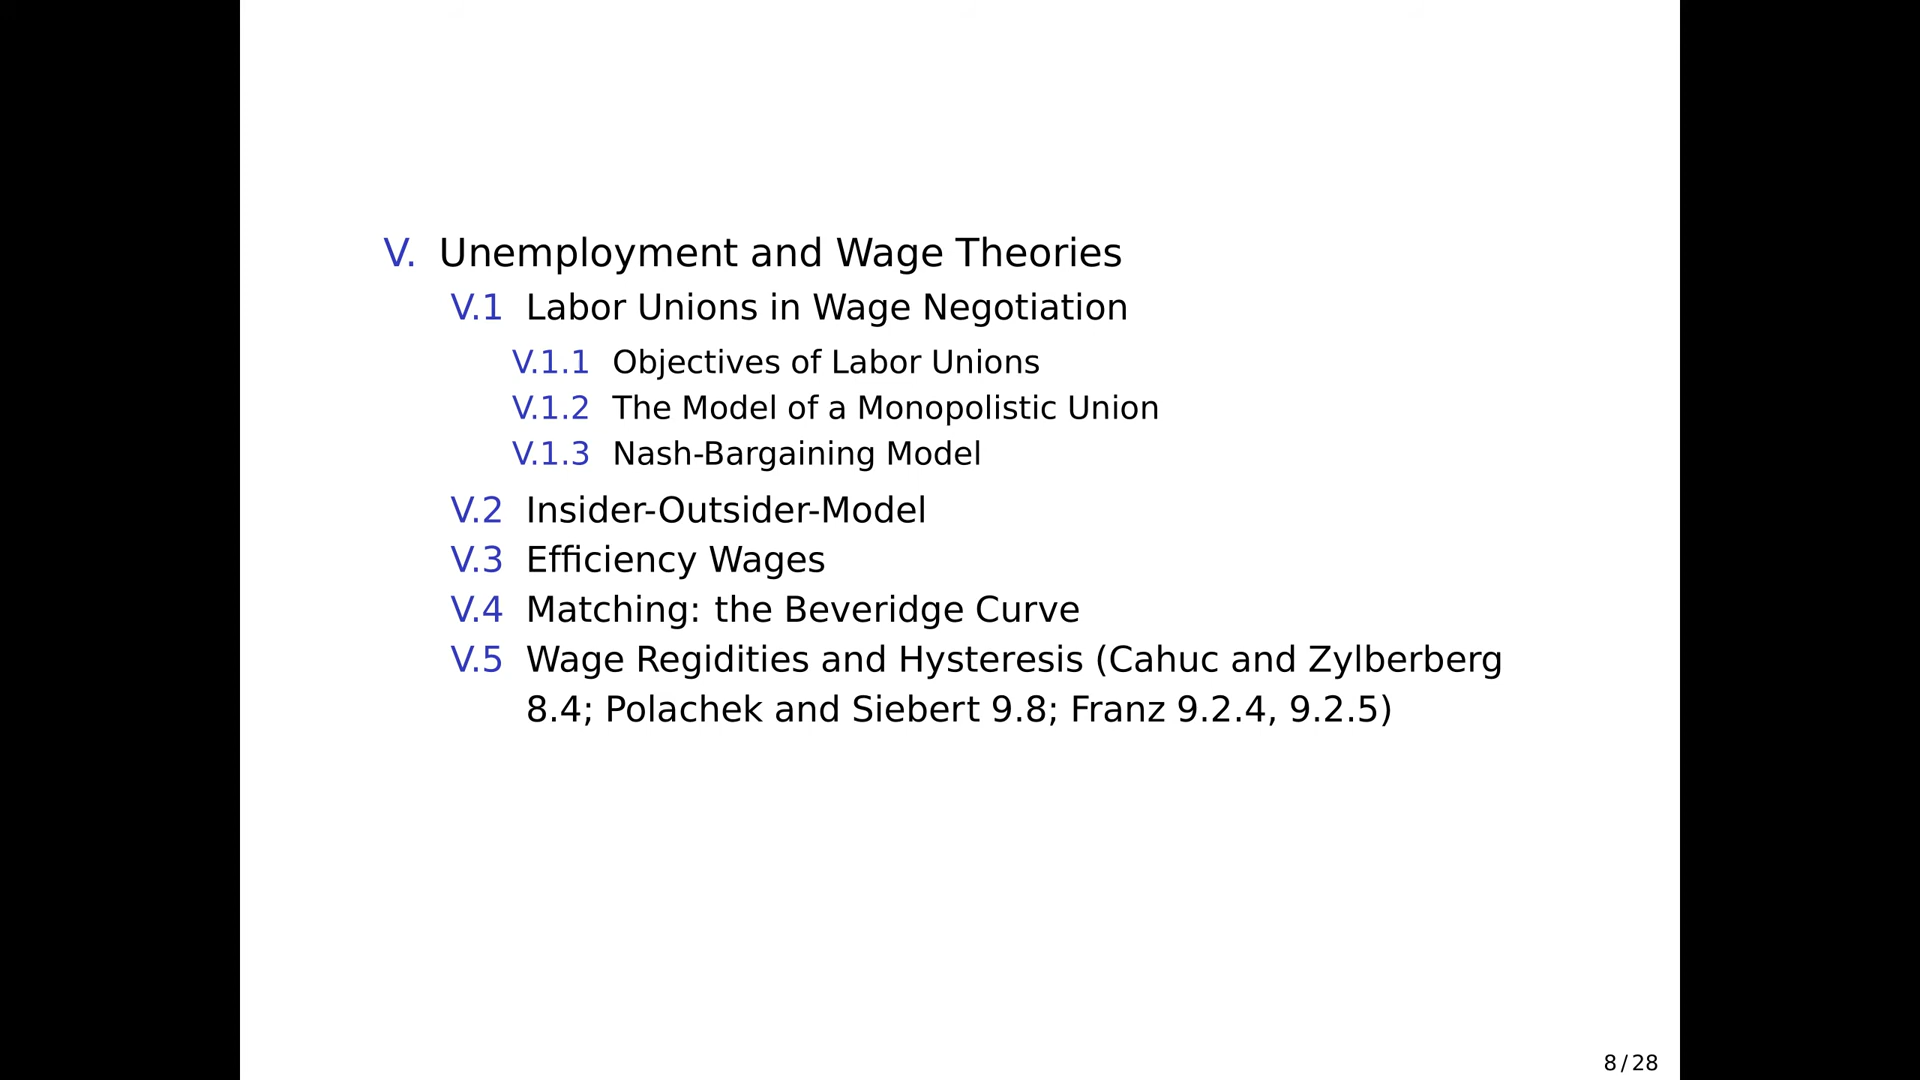 V. Unemployment and Wage Theories
V.1 Labor Unions in Wage Negotiation
V.1.1 Objectives of Labor Unions
V.1.2 The Model of a Monopolistic Union
V.1.3 Nash-Bargaining Model
V.2 Insider-Outsider-Model
V.3 Efficiency Wages
V.4 Matching: the Beveridge Curve
V.5 Wage Regidities and Hysteresis (Cahuc and Zylberberg
8.4; Polachek and Siebert 9.8; Franz 9.2.4, 9.2.5)
8 / 28